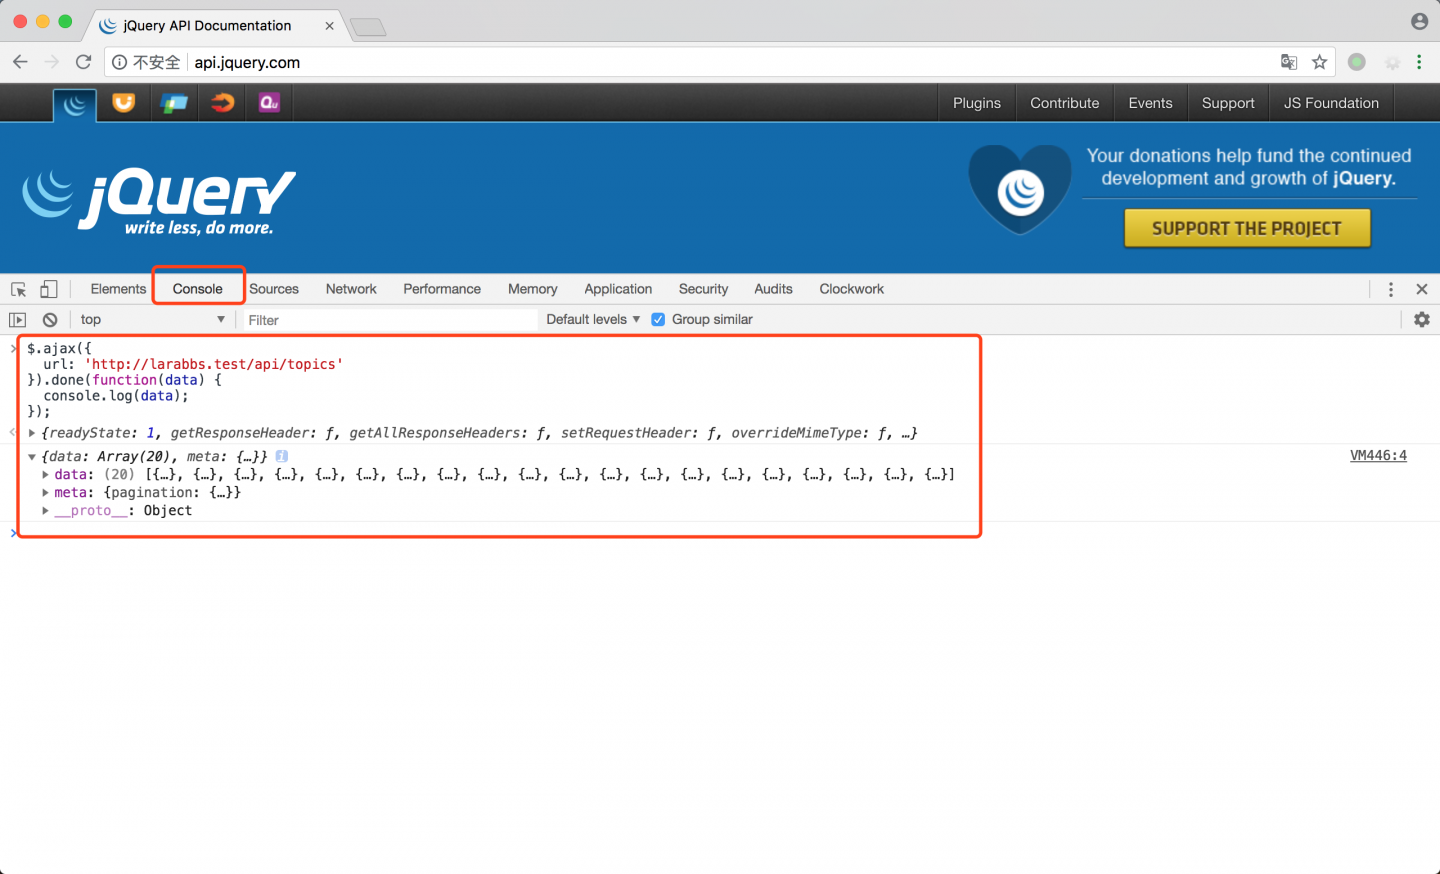 jQuery API Documentation
不安全 api.jquery.com
Plugins Contribute Events Support JS Foundation
jQuery
write less, do more.
Your donations help fund the continued
development and growth of jQuery.
SUPPORT THE PROJECT
Elements Console Sources Network Performance Memory Application Security Audits Clockwork
top Filter Default levels Group similar
$.ajax({
url: 'http://larabbs.test/api/topics'
}).done(function(data) {
console.log(data);
});
{readyState: 1, getResponseHeader: ƒ, getAllResponseHeaders: ƒ, setRequestHeader: ƒ, overrideMimeType: ƒ, …}
{data: Array(20), meta: {…}} VM446:4
data: (20) [{…}, {…}, {…}, {…}, {…}, {…}, {…}, {…}, {…}, {…}, {…}, {…}, {…}, {…}, {…}, {…}, {…}, {…}, {…}, {…}]
meta: {pagination: {…}}
__proto__: Object